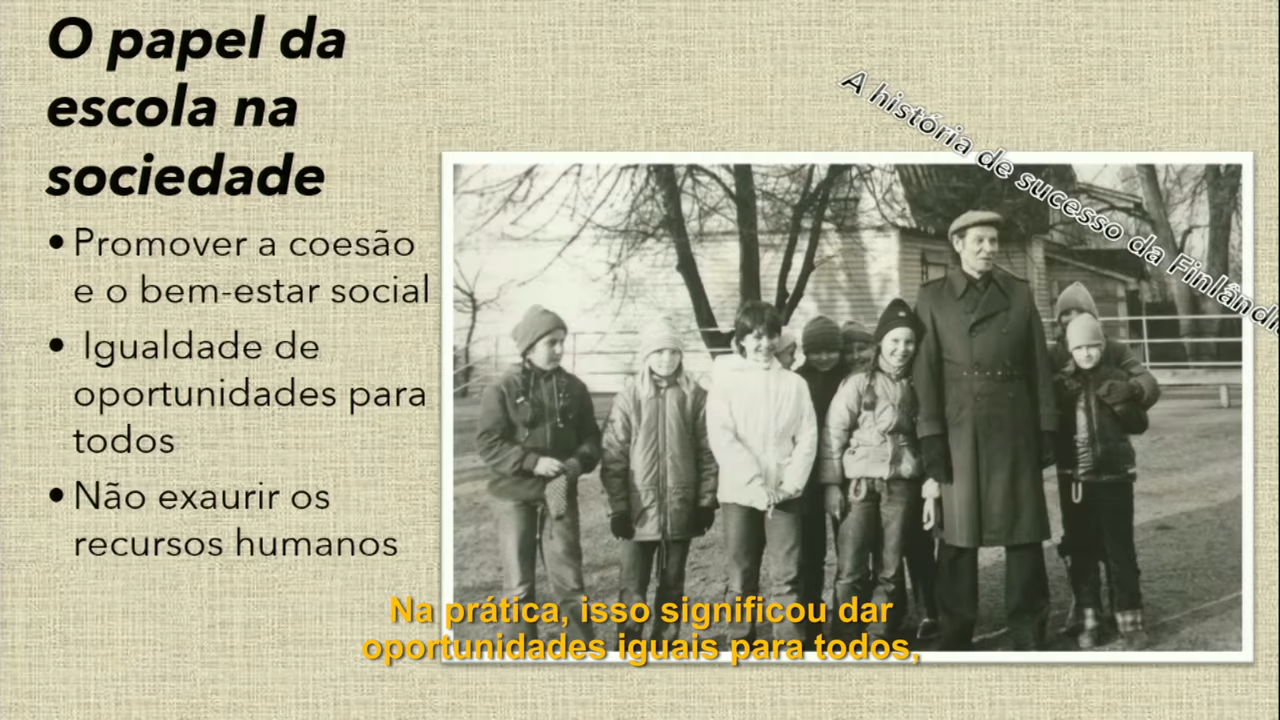 O papel da
escola na
sociedade
• Promover a coesão
e o bem-estar social
• Igualdade de
oportunidades para
todos
• Não exaurir os
recursos humanos
A história de sucesso da Finlândi
Na prática, isso significou dar
oportunidades iguais para todos,